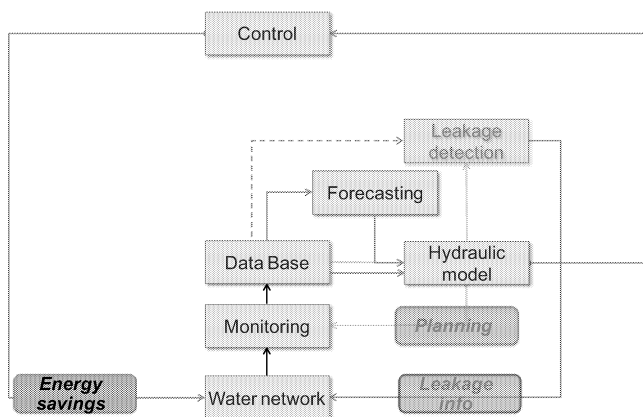 Control
Leakage
detection
Forecasting
Data Base
Hydraulic
model
Monitoring
Planning
Energy
savings
Water network
Leakage
info